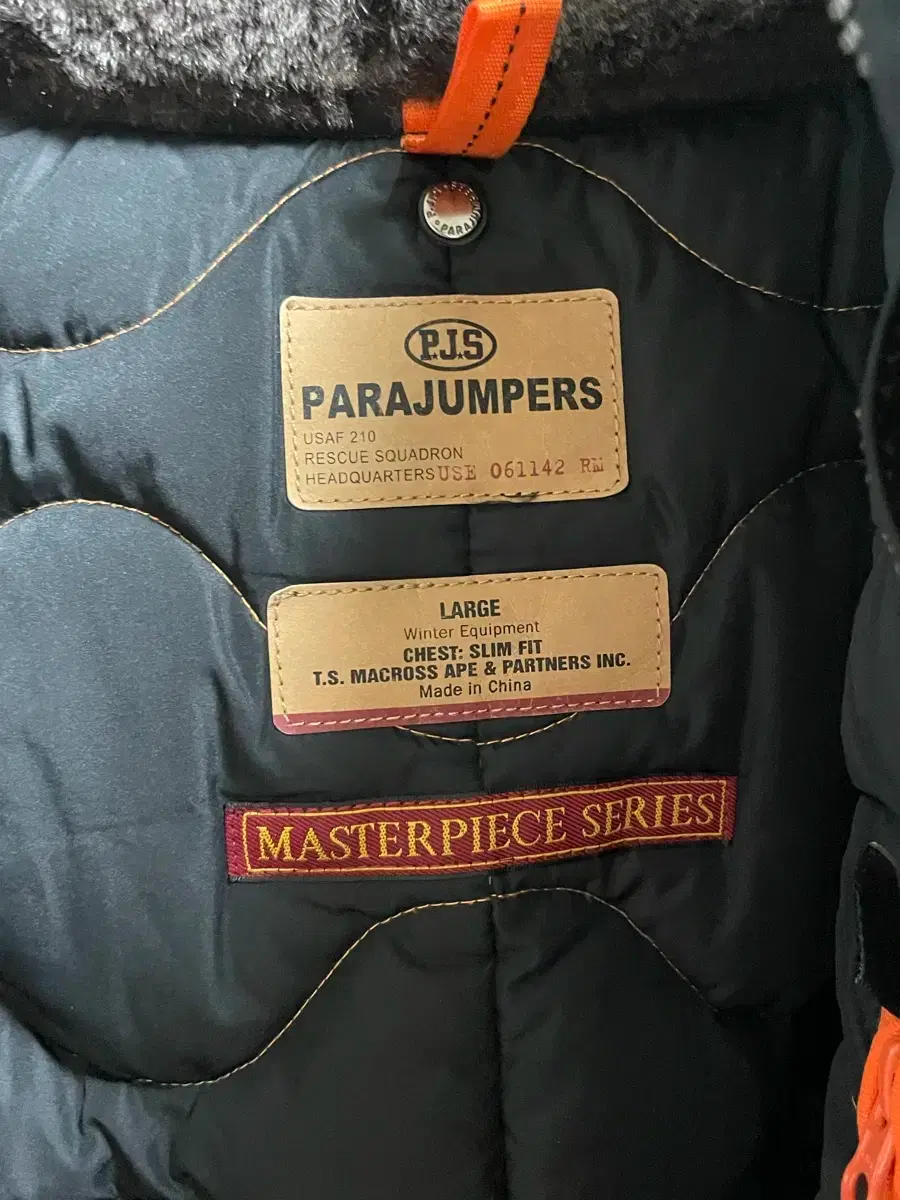 PARAJUMPERS
P.J.S
PARAJUMPERS
USAF 210
RESCUE SQUADRON
HEADQUARTERS USE 061142 RM
LARGE
Winter Equipment
CHEST: SLIM FIT
T.S. MACROSS APE & PARTNERS INC.
Made in China
MASTERPIECE SERIES